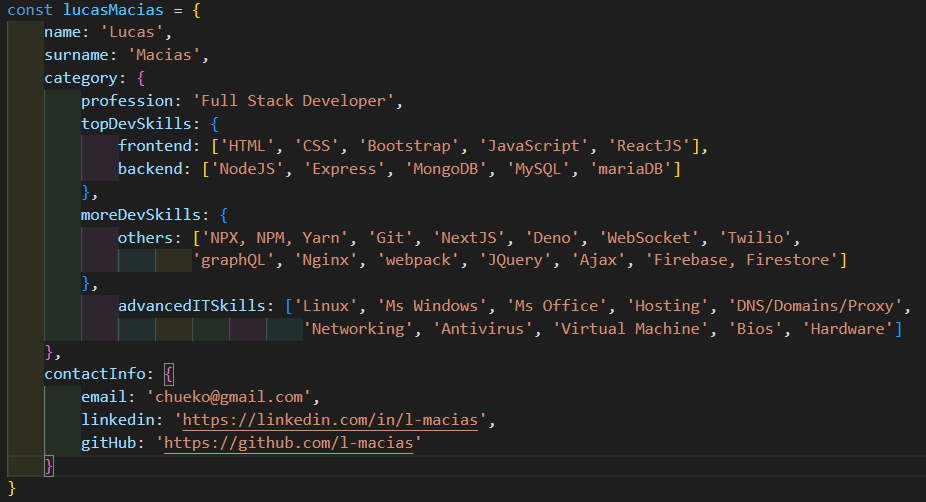 const lucasMacias = {
    name: 'Lucas',
    surname: 'Macias',
    category: {
        profession: 'Full Stack Developer',
        topDevSkills: {
            frontend: ['HTML', 'CSS', 'Bootstrap', 'JavaScript', 'ReactJS'],
            backend: ['NodeJS', 'Express', 'MongoDB', 'MySQL', 'mariaDB']
        },
        moreDevSkills: {
            others: ['NPX, NPM, Yarn', 'Git', 'NextJS', 'Deno', 'WebSocket', 'Twilio',
                    'graphQL', 'Nginx', 'webpack', 'JQuery', 'Ajax', 'Firebase, Firestore']
        },
            advancedITSkills: ['Linux', 'Ms Windows', 'Ms Office', 'Hosting', 'DNS/Domains/Proxy',
                                'Networking', 'Antivirus', 'Virtual Machine', 'Bios', 'Hardware']
    },
    contactInfo: {
        email: 'chueko@gmail.com',
        linkedin: 'https://linkedin.com/in/l-macias',
        gitHub: 'https://github.com/l-macias'
    }
}